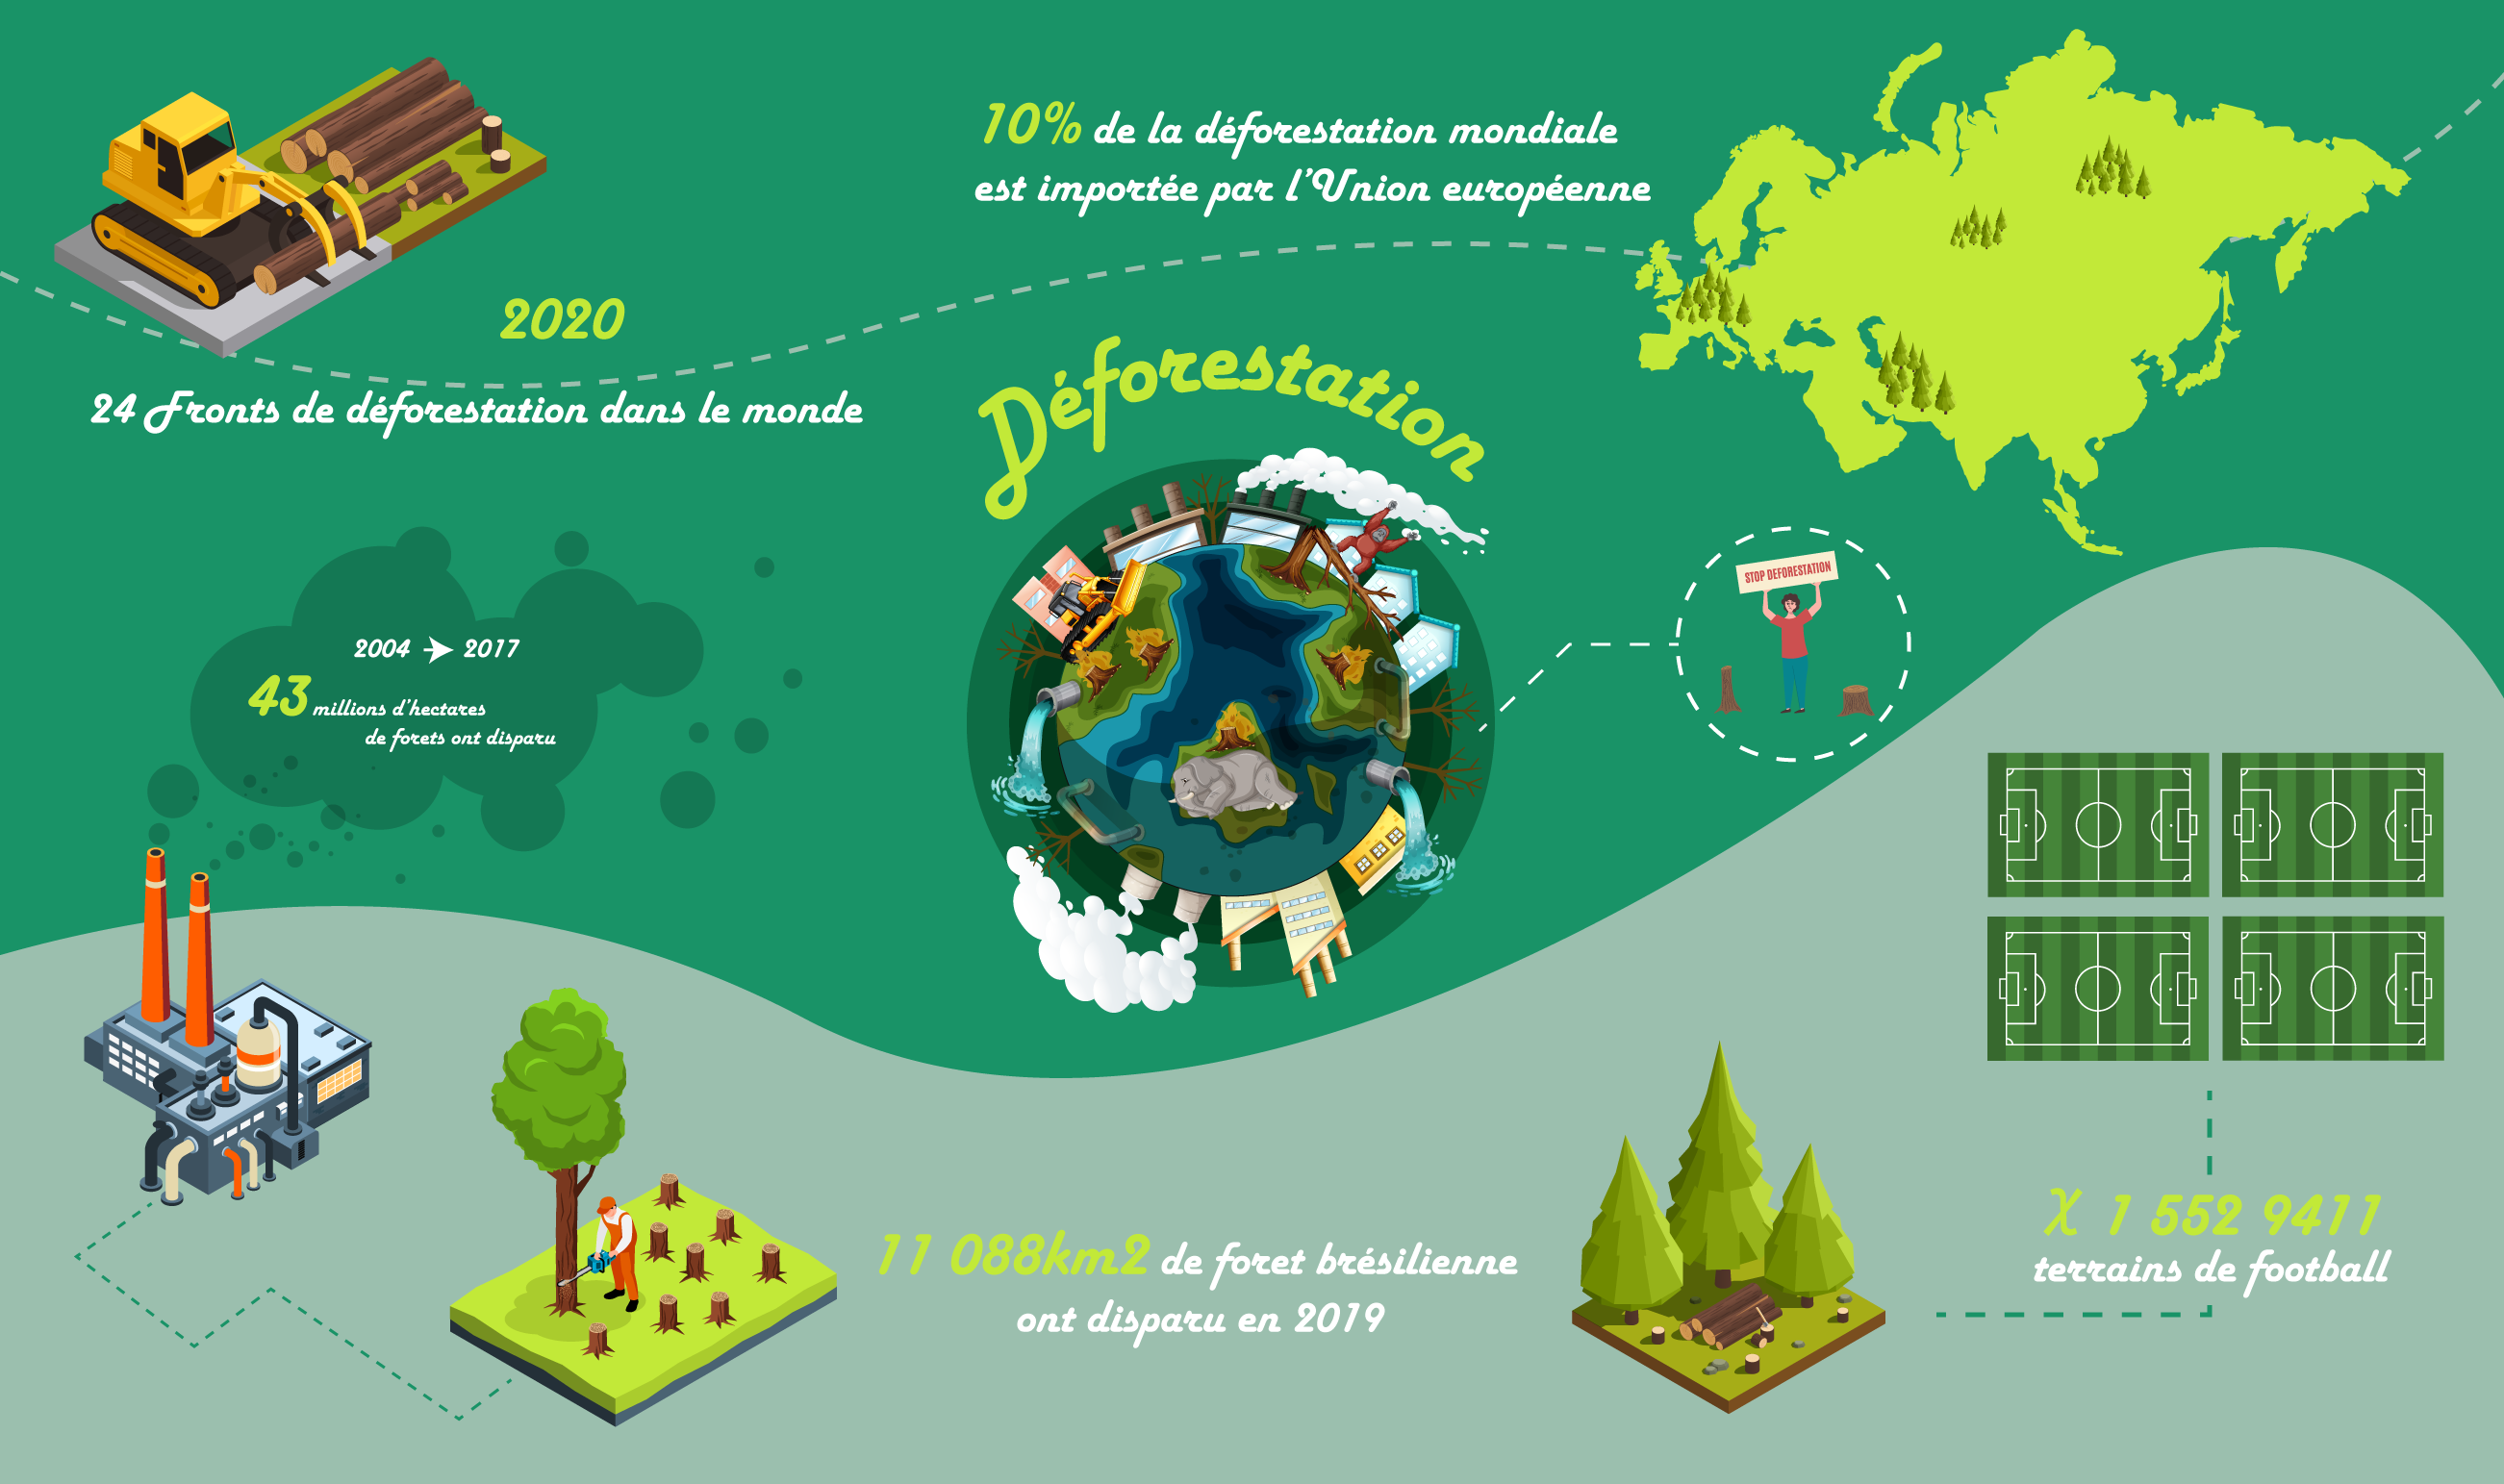 10% de la déforestation mondiale
est importée par l'Union européenne
2020
24 Fronts de déforestation dans le monde
Déforestation
STOP DEFORESTATION
2004 2017
43 millions d'hectares
de forets ont disparu
X 1 552 9411
terrains de football
11 088km2 de foret brésilienne
ont disparu en 2019